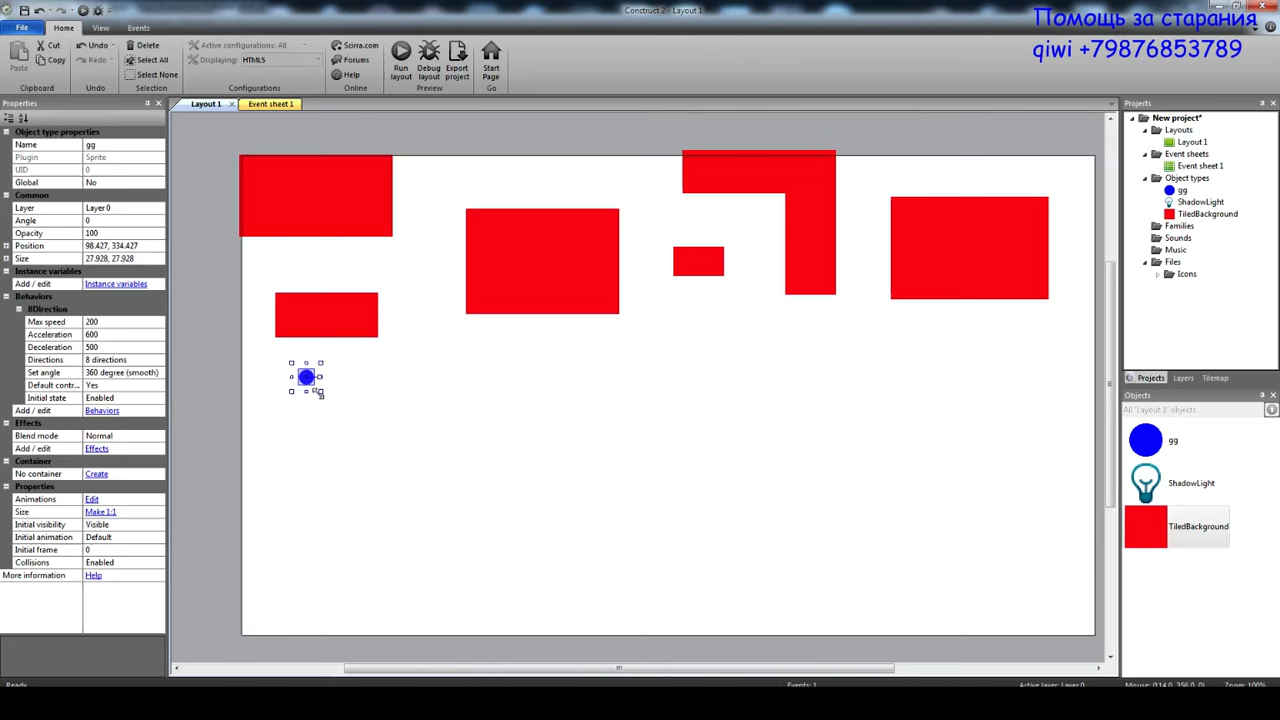 Construct 2 - Layout 1
Помощь за старания
qiwi +79876853789
File
Home
View
Events
Paste
Cut
Copy
Clipboard
Undo
Redo
Undo
Delete
Select All
Select None
Selection
Active configurations: All
Displaying: HTML5
Configurations
Scirra.com
Forums
Help
Online
Run layout
Debug layout
Export project
Preview
Start Page
Go
Properties
Layout 1
Event sheet 1
Projects
Object type properties
Name gg
Plugin Sprite
UID 0
Global No
Common
Layer Layer 0
Angle 0
Opacity 100
Position 98.427, 334.427
Size 27.928, 27.928
Instance variables
Add / edit Instance variables
Behaviors
8Direction
Max speed 200
Acceleration 600
Deceleration 500
Directions 8 directions
Set angle 360 degree (smooth)
Default contr... Yes
Initial state Enabled
Add / edit Behaviors
Effects
Blend mode Normal
Add / edit Effects
Container
No container Create
Properties
Animations Edit
Size Make 1:1
Initial visibility Visible
Initial animation Default
Initial frame 0
Collisions Enabled
More information Help
New project*
Layouts
Layout 1
Event sheets
Event sheet 1
Object types
gg
ShadowLight
TiledBackground
Families
Sounds
Music
Files
Icons
Projects Layers Tilemap
Objects
All 'Layout 1' objects
gg
ShadowLight
TiledBackground
Ready
Events: 1
Active layer: Layer 0
Mouse: (114.0, 356.0, 0)
Zoom: 100%